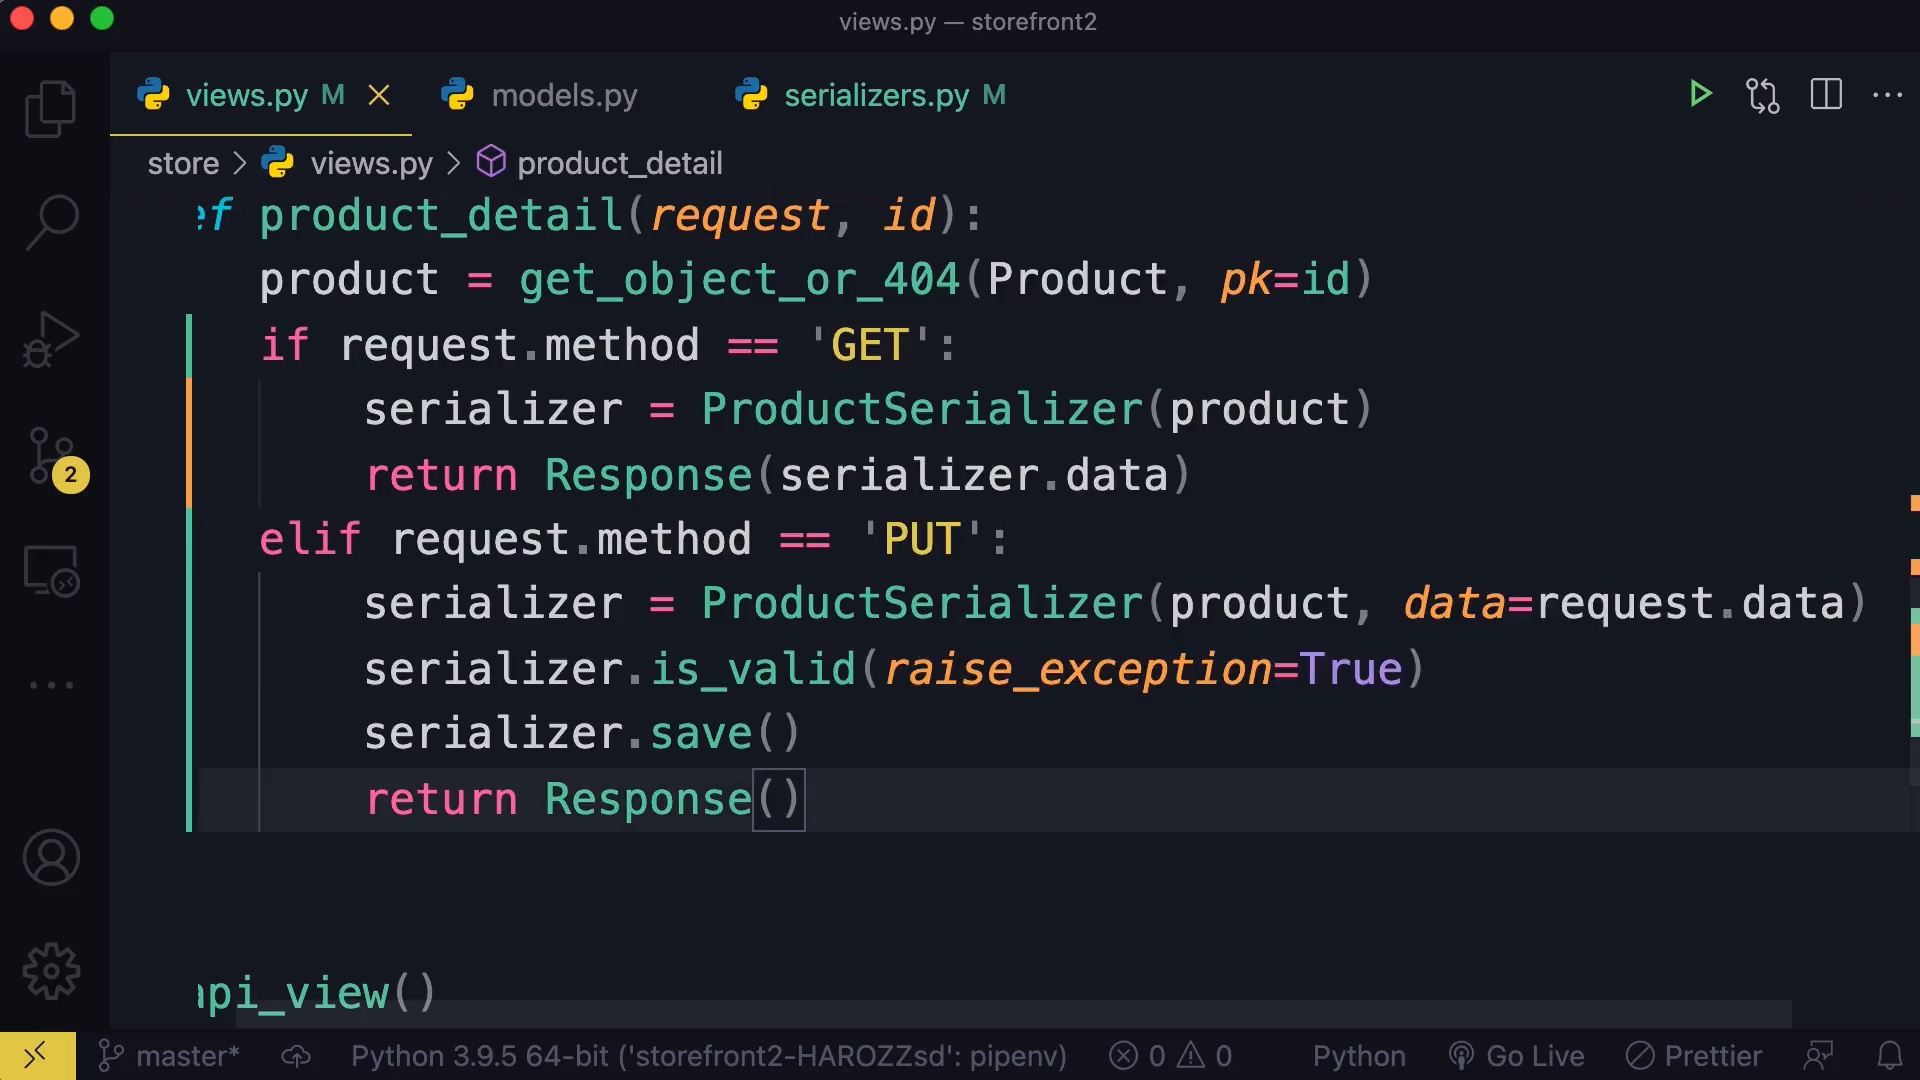 views.py — storefront2
views.py M
models.py
serializers.py M
store > views.py > product_detail
ef product_detail(request, id):
product = get_object_or_404(Product, pk=id)
if request.method == 'GET':
serializer = ProductSerializer(product)
return Response(serializer.data)
elif request.method == 'PUT':
serializer = ProductSerializer(product, data=request.data)
serializer.is_valid(raise_exception=True)
serializer.save()
return Response()
api_view()
2
master*
Python 3.9.5 64-bit ('storefront2-HAROZZsd': pipenv)
0
0
Python
Go Live
Prettier